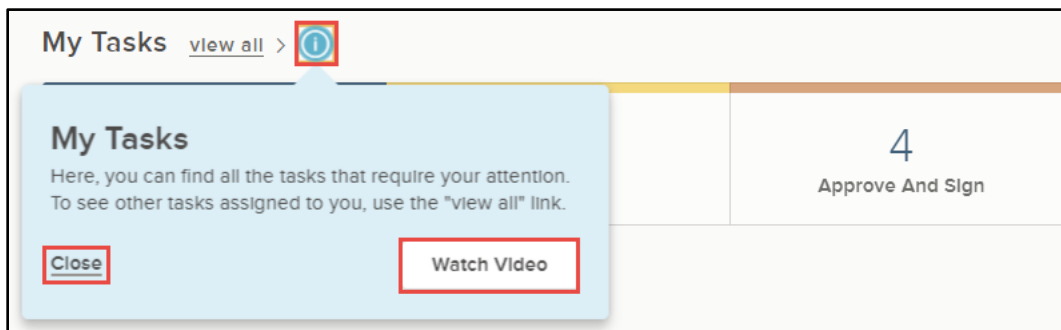 My Tasks view all >
My Tasks
Here, you can find all the tasks that require your attention.
To see other tasks assigned to you, use the "view all" link.
Close
Watch Video
4
Approve And Sign